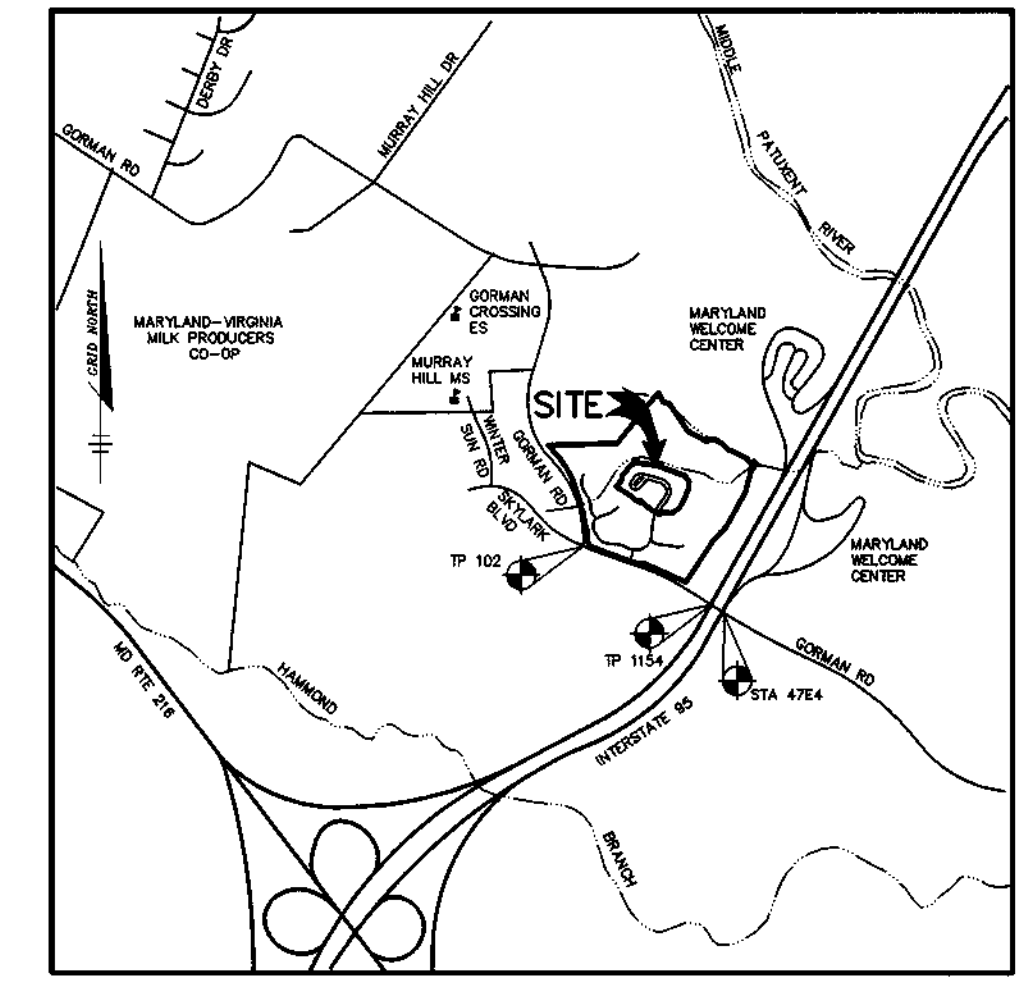 DERBY DR
MURRAY HILL DR
MIDDLE
PATUXENT
RIVER
GORMAN RD
GRID NORTH
MARYLAND-VIRGINIA
MILK PRODUCERS
CO-OP
GORMAN
CROSSING
ES
MARYLAND
WELCOME
CENTER
MURRAY
HILL MS
SITE
WINTER
SUN RD
GORMAN RD
SKYLARK
BLVD
TP 102
MARYLAND
WELCOME
CENTER
TP 1154
GORMAN RD
STA 47E4
MD RTE 216
HAMMOND
INTERSTATE 95
BRANCH